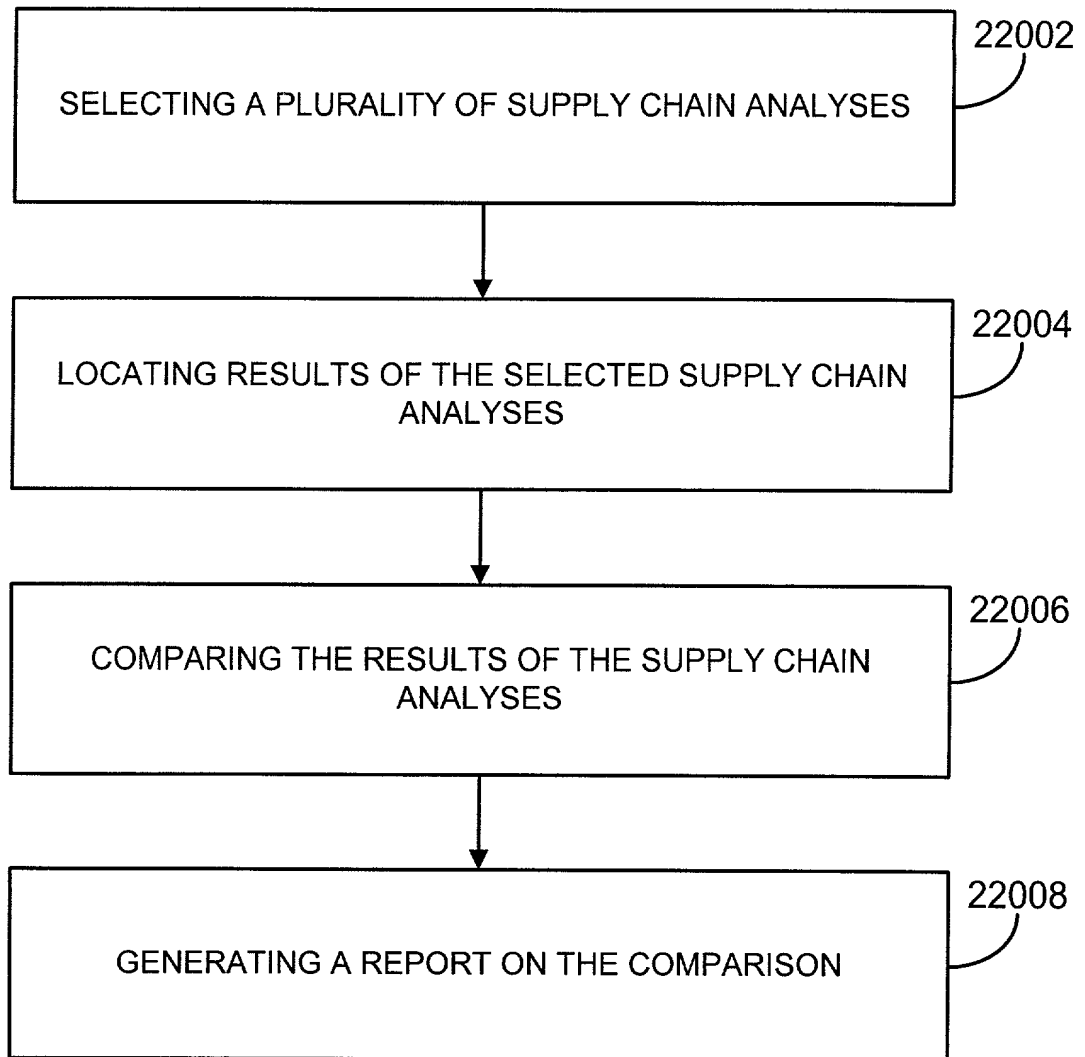 22002
SELECTING A PLURALITY OF SUPPLY CHAIN ANALYSES
22004
LOCATING RESULTS OF THE SELECTED SUPPLY CHAIN
ANALYSES
22006
COMPARING THE RESULTS OF THE SUPPLY CHAIN
ANALYSES
22008
GENERATING A REPORT ON THE COMPARISON